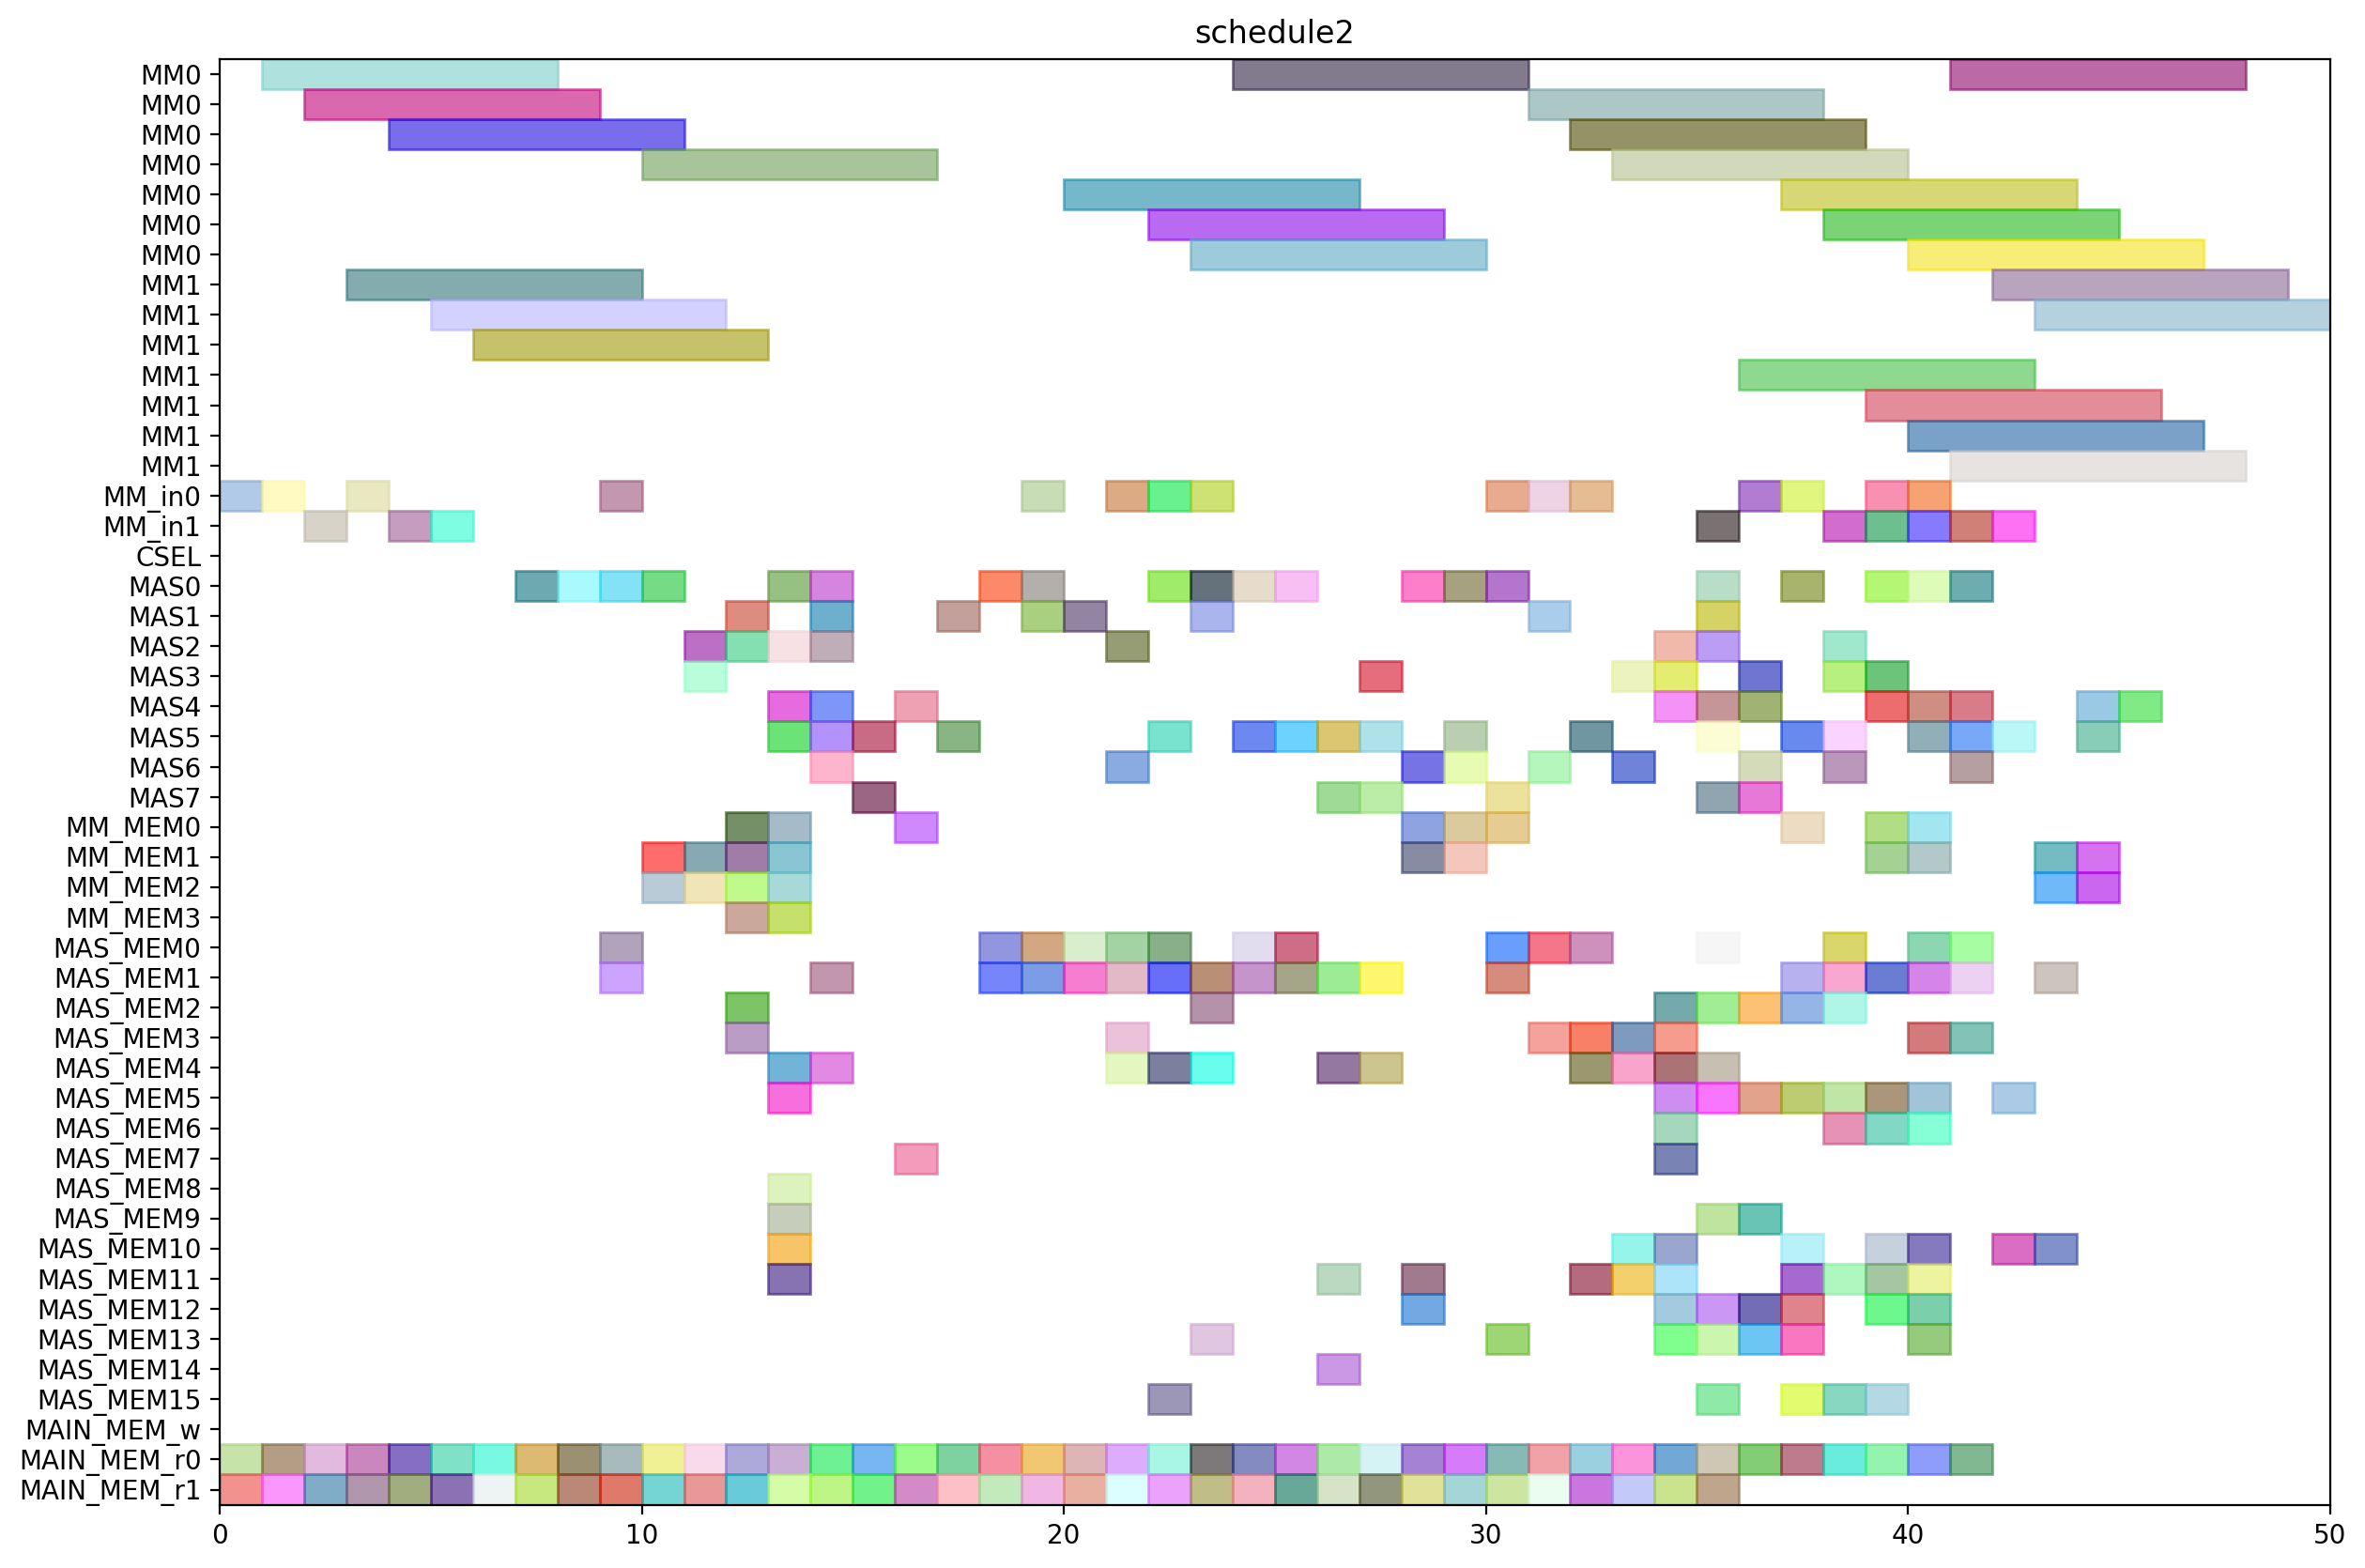 schedule2
MM0
MM0
MM0
MM0
MM0
MM0
MM0
MM1
MM1
MM1
MM1
MM1
MM1
MM1
MM_in0
MM_in1
CSEL
MAS0
MAS1
MAS2
MAS3
MAS4
MAS5
MAS6
MAS7
MM_MEM0
MM_MEM1
MM_MEM2
MM_MEM3
MAS_MEM0
MAS_MEM1
MAS_MEM2
MAS_MEM3
MAS_MEM4
MAS_MEM5
MAS_MEM6
MAS_MEM7
MAS_MEM8
MAS_MEM9
MAS_MEM10
MAS_MEM11
MAS_MEM12
MAS_MEM13
MAS_MEM14
MAS_MEM15
MAIN_MEM_w
MAIN_MEM_r0
MAIN_MEM_r1
0 10 20 30 40 50